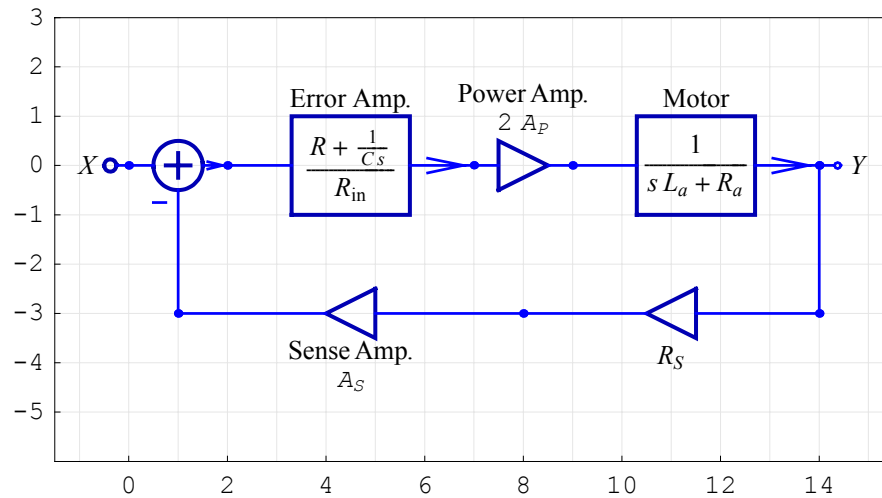 3
2
1
0
-1
-2
-3
-4
-5
Error Amp.
Power Amp.
2 A_P
Motor
X
+
−
R + 1/(C s)
R_in
1
s L_a + R_a
Y
Sense Amp.
A_S
R_S
0 2 4 6 8 10 12 14